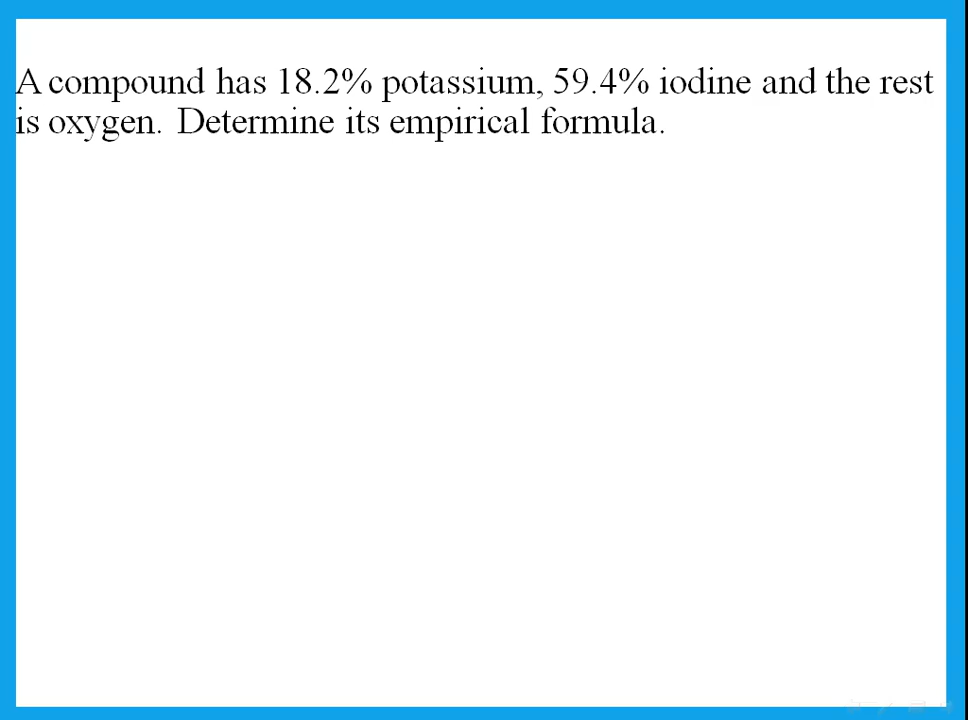 A compound has 18.2% potassium, 59.4% iodine and the rest
is oxygen. Determine its empirical formula.